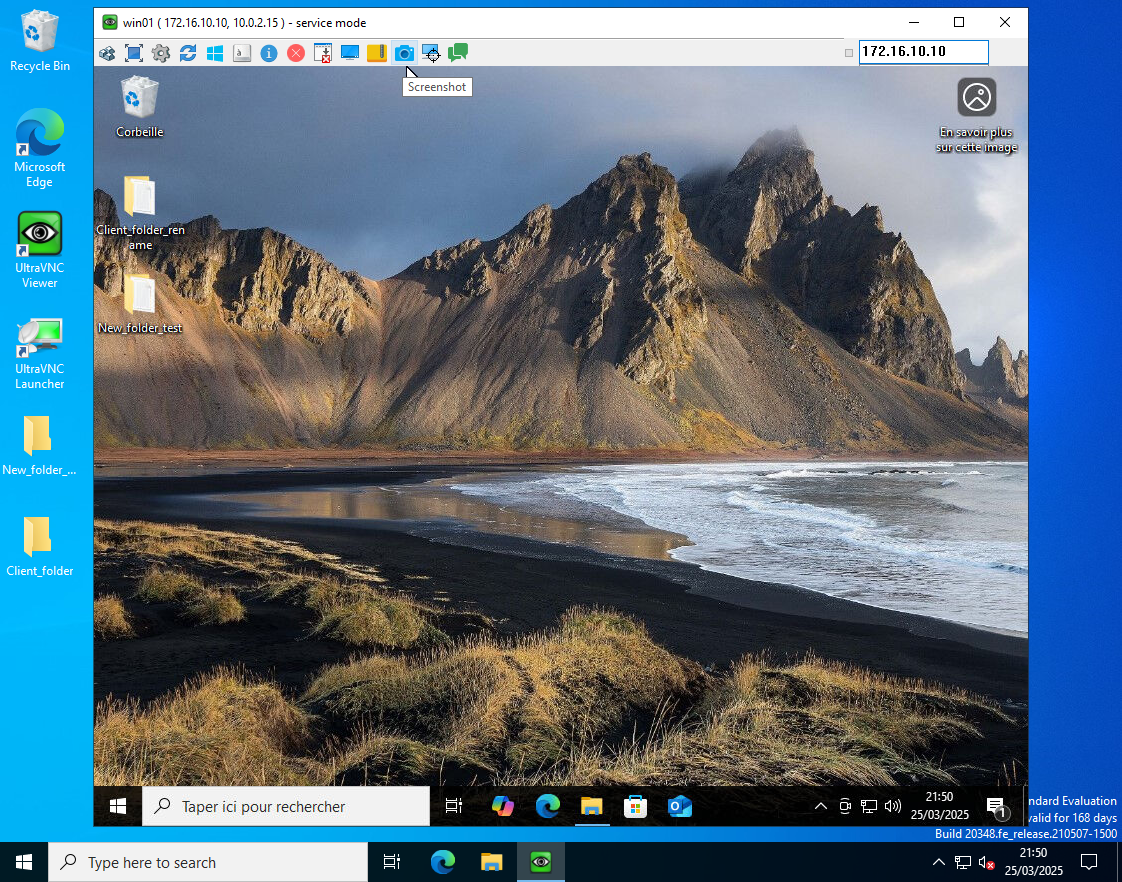 Recycle Bin
Microsoft
Edge
UltraVNC
Viewer
UltraVNC
Launcher
New_folder_...
Client_folder
win01 ( 172.16.10.10, 10.0.2.15 ) - service mode
172.16.10.10
Screenshot
Corbeille
Client_folder_ren
ame
New_folder_test
En savoir plus
sur cette image
Taper ici pour rechercher
21:50
25/03/2025
1
ndard Evaluation
valid for 168 days
Build 20348.fe_release.210507-1500
Type here to search
21:50
25/03/2025